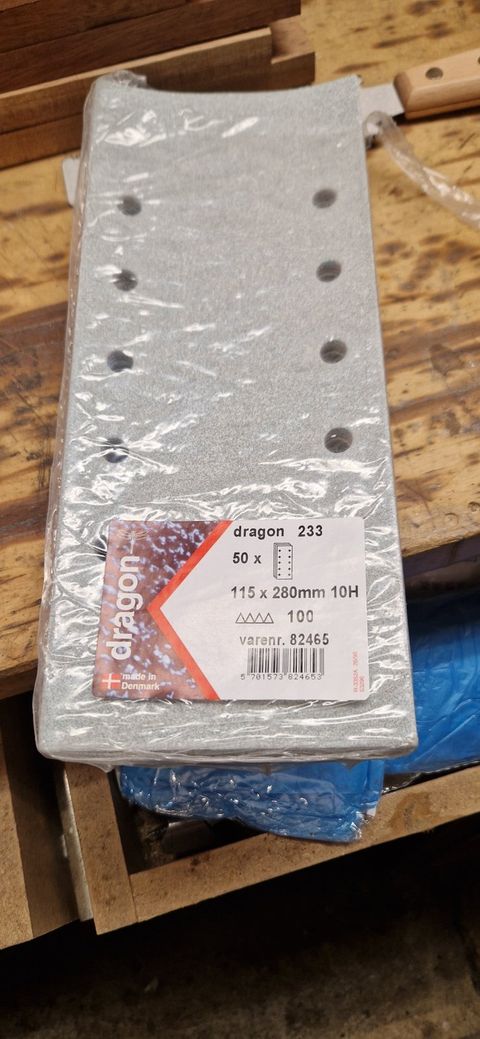 dragon
made in
Denmark
dragon 233
50 x
115 x 280mm 10H
100
varenr. 82465
5 701573 824653